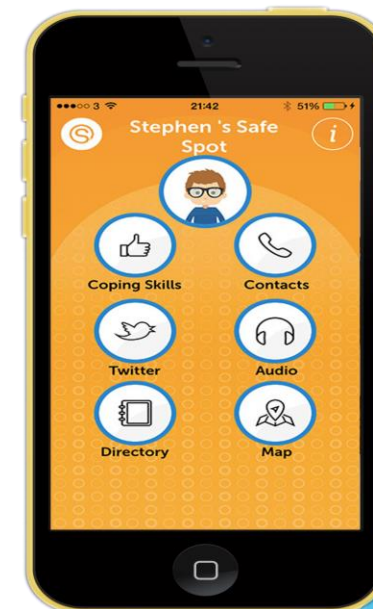 3 21:42 51%
Stephen 's Safe
Spot
i
Coping Skills Contacts
Twitter Audio
Directory Map